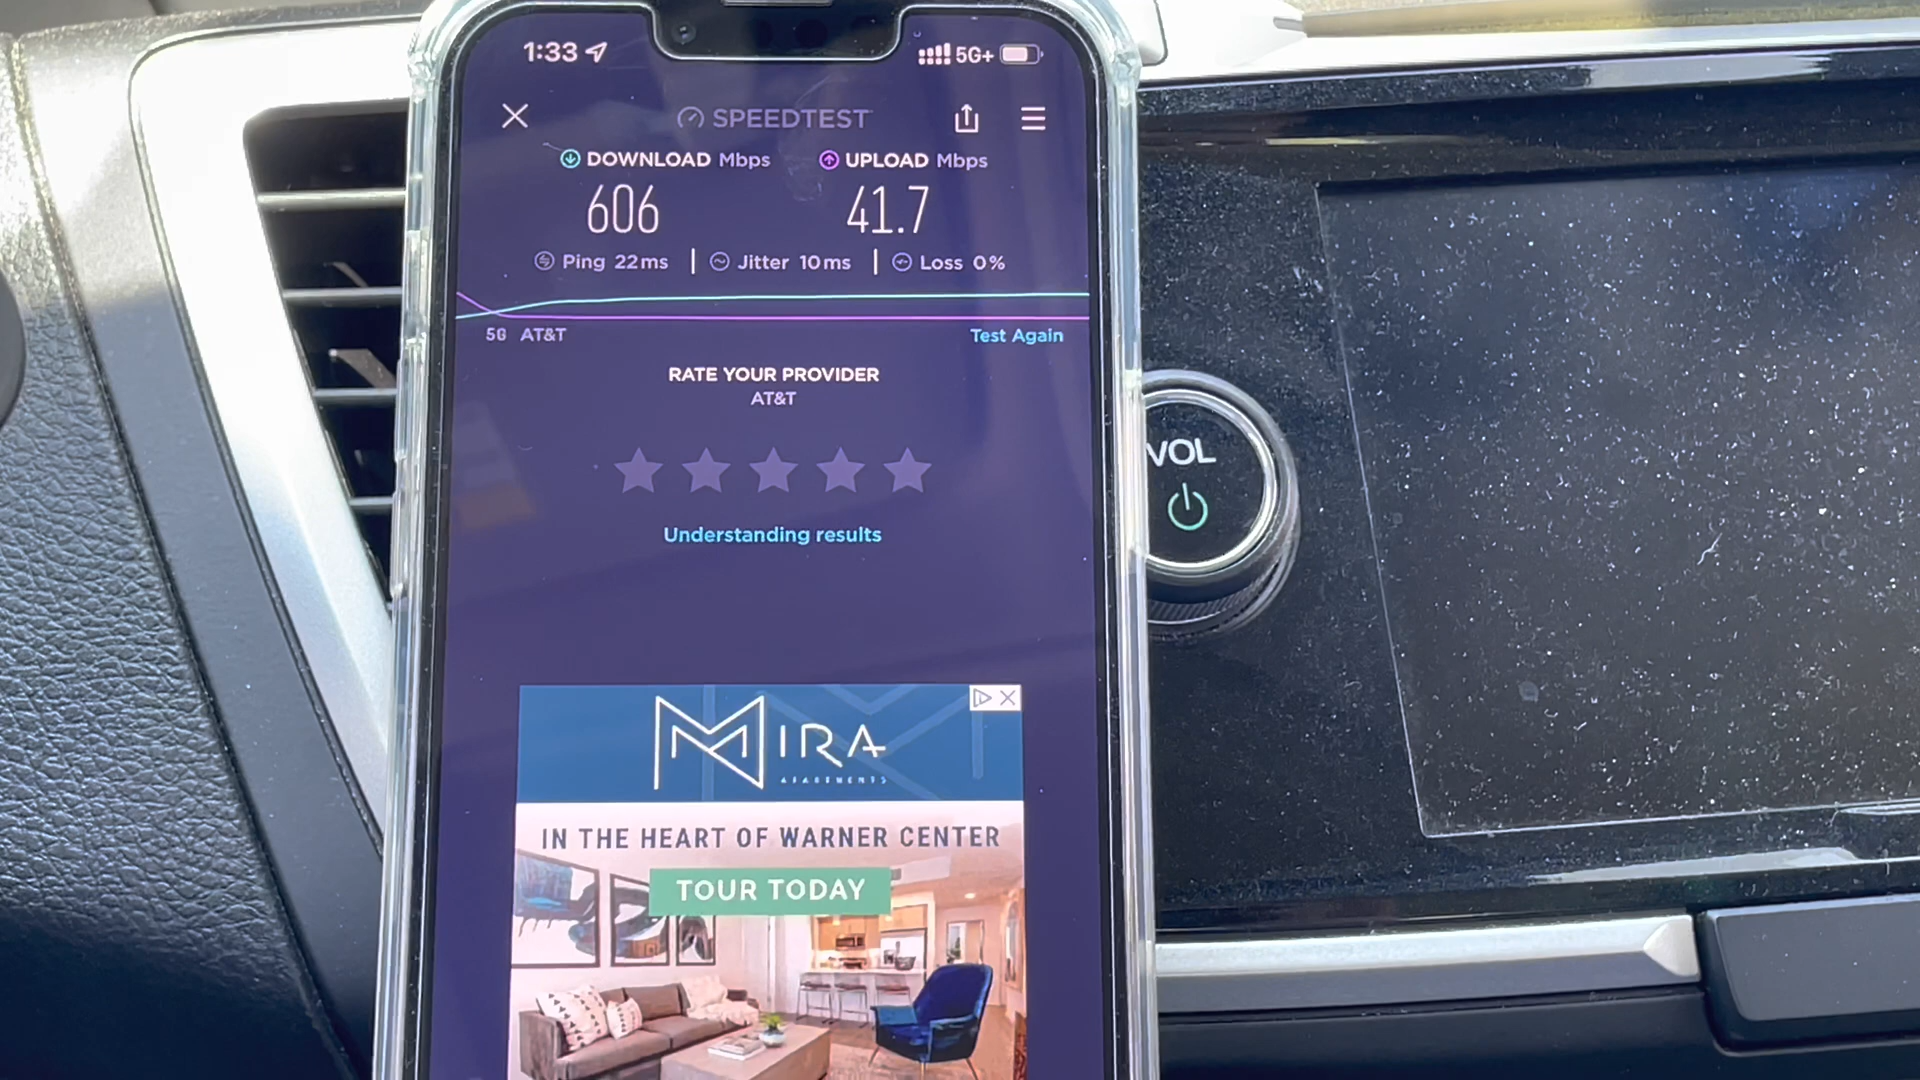 1:33 5G+
SPEEDTEST
DOWNLOAD Mbps UPLOAD Mbps
606 41.7
Ping 22ms | Jitter 10ms | Loss 0%
5G AT&T Test Again
RATE YOUR PROVIDER
AT&T
VOL
Understanding results
MIRA
APARTMENTS
IN THE HEART OF WARNER CENTER
TOUR TODAY